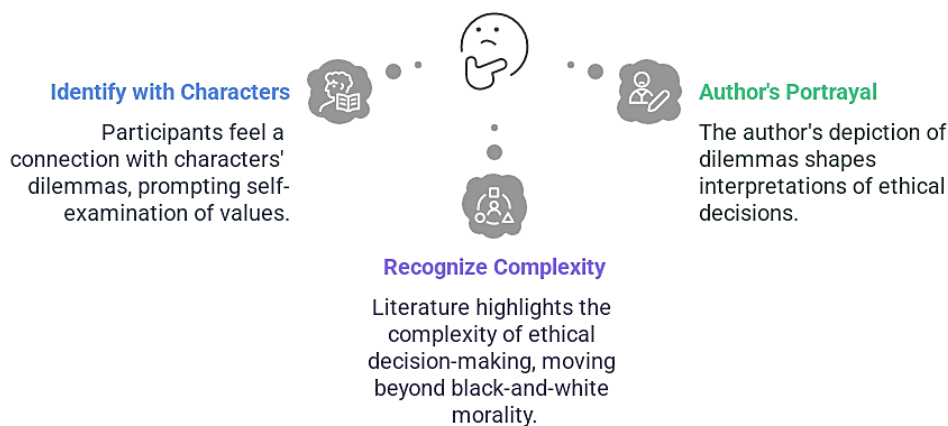 Identify with Characters
Participants feel a
connection with characters'
dilemmas, prompting self-
examination of values.
Author's Portrayal
The author's depiction of
dilemmas shapes
interpretations of ethical
decisions.
Recognize Complexity
Literature highlights the
complexity of ethical
decision-making, moving
beyond black-and-white
morality.